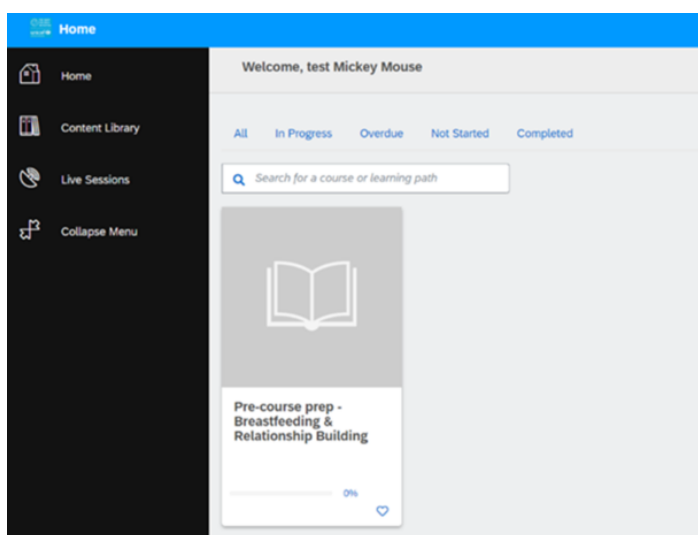 Home
Home
Content Library
Live Sessions
Collapse Menu
Welcome, test Mickey Mouse
All In Progress Overdue Not Started Completed
Search for a course or learning path
Pre-course prep -
Breastfeeding &
Relationship Building
0%